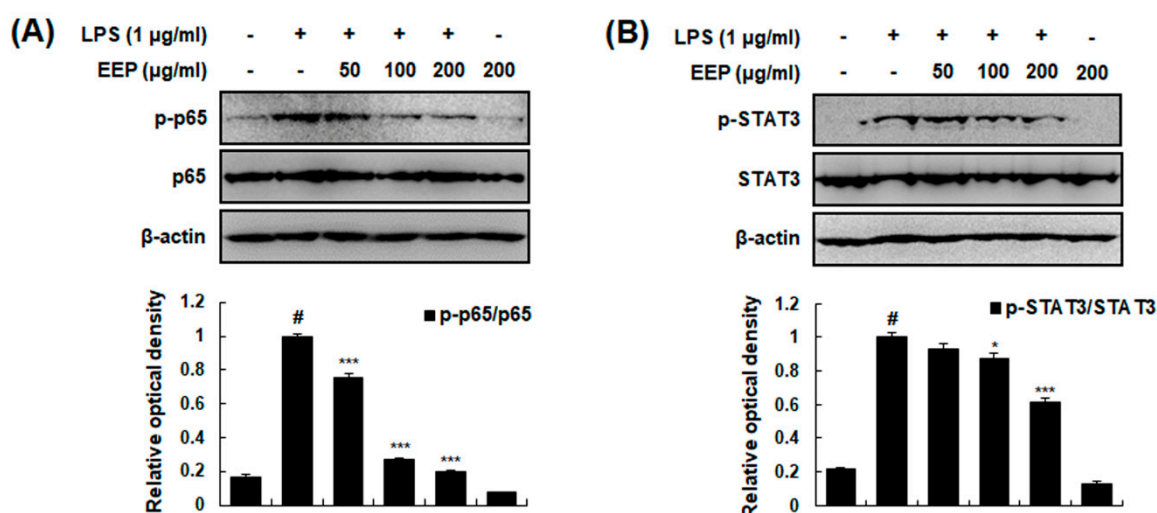 (A)
LPS (1 μg/ml) - + + + + -
EEP (μg/ml) - - 50 100 200 200
p-p65
p65
β-actin
Relative optical density
1.2
1
0.8
0.6
0.4
0.2
0
■ p-p65/p65
#
***
***
***
(B)
LPS (1 μg/ml) - + + + + -
EEP (μg/ml) - - 50 100 200 200
p-STAT3
STAT3
β-actin
Relative optical density
1.2
1
0.8
0.6
0.4
0.2
0
■ p-STAT3/STAT3
#
*
***